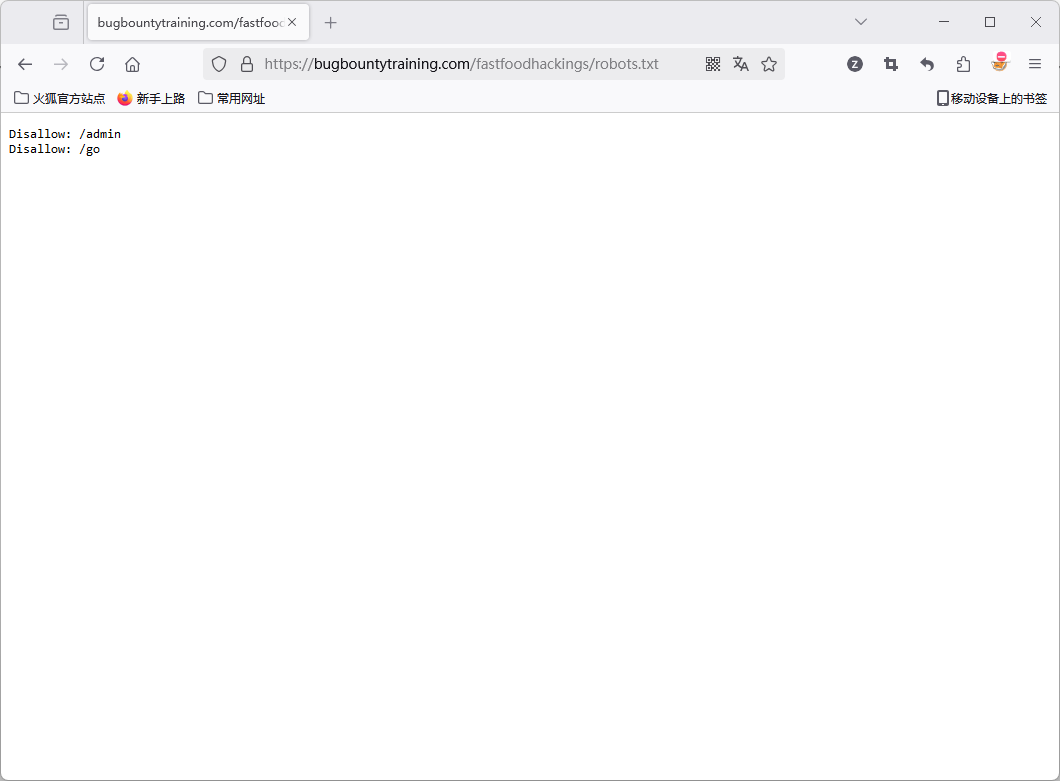 bugbountytraining.com/fastfood
https://bugbountytraining.com/fastfoodhackings/robots.txt
Z
火狐官方站点 新手上路 常用网址 移动设备上的书签
Disallow: /admin
Disallow: /go